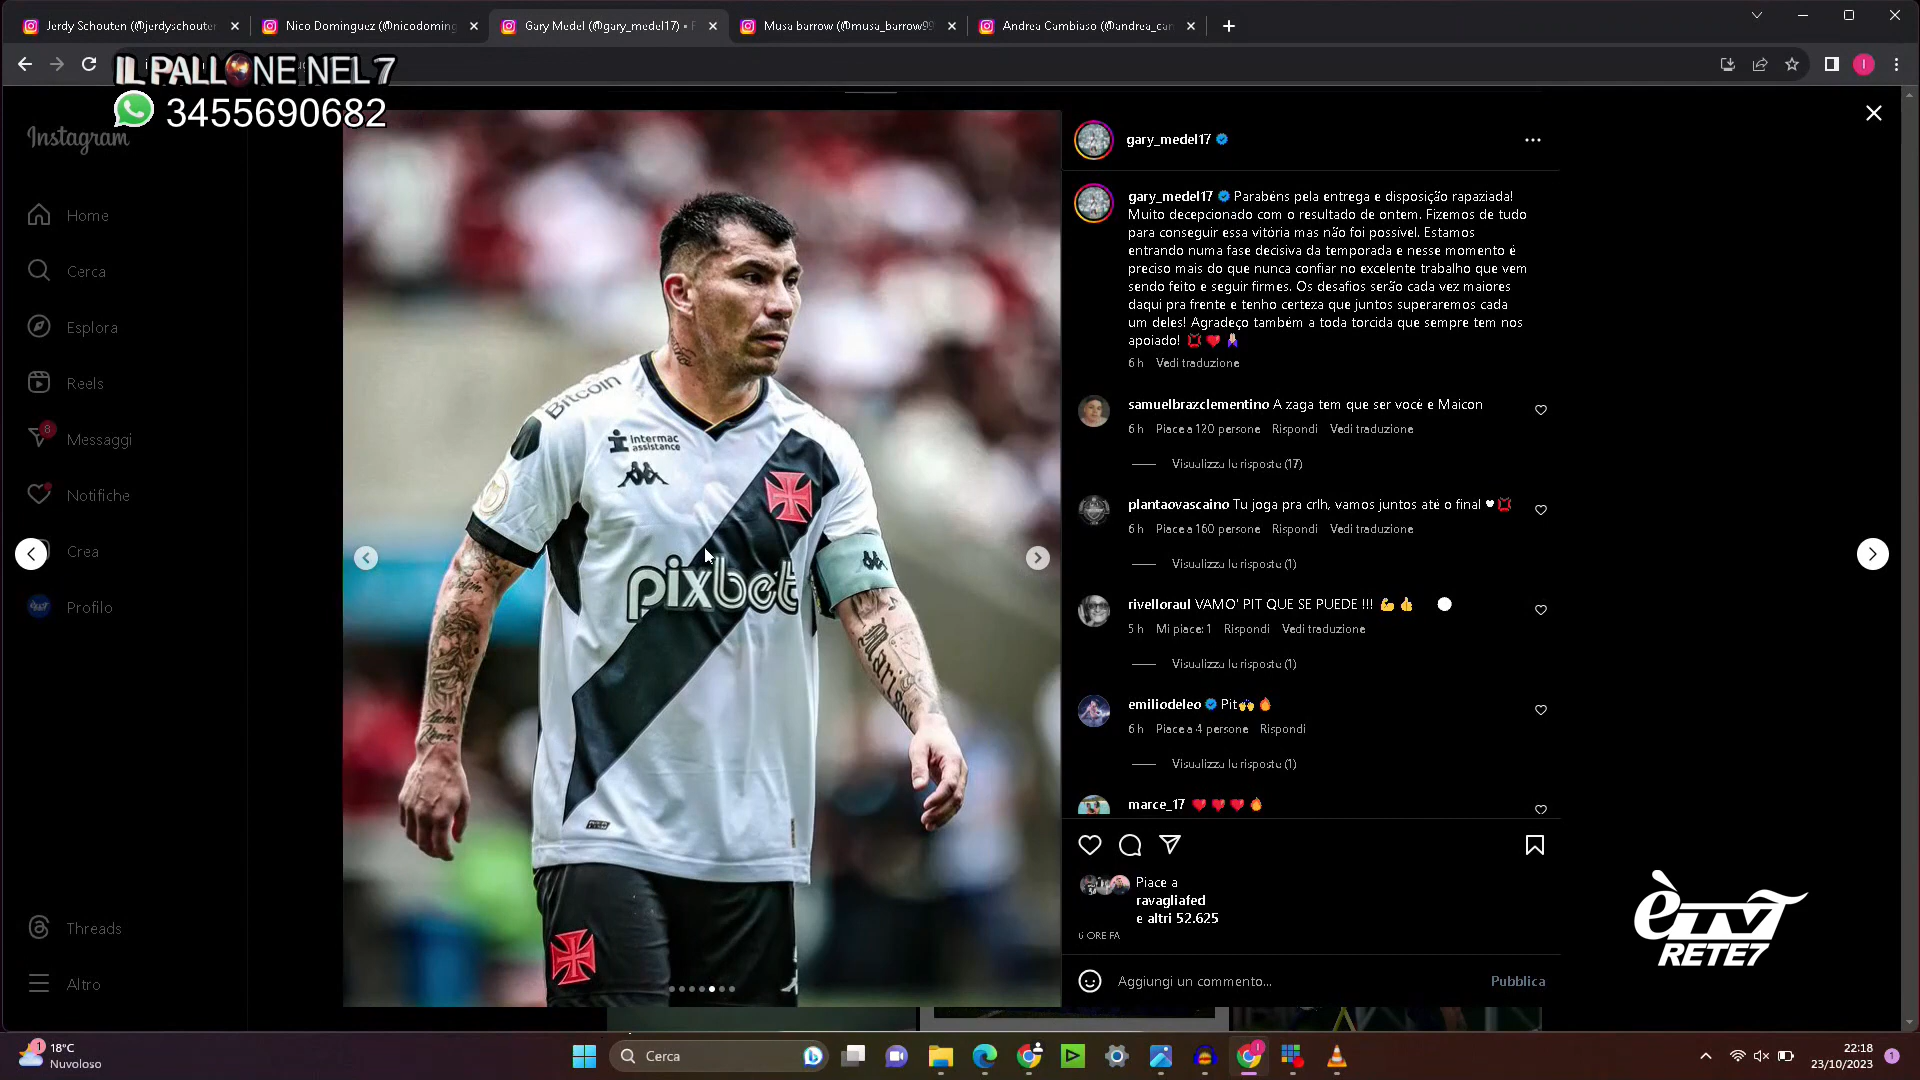 Jerdy Schouten (@jerdyschouten
Nico Dominguez (@nicodoming
Gary Medel (@gary_medel17) •
Musa barrow (@musa_barrow99
Andrea Cambiaso (@andrea_can
IL PALLONE NEL 7
3455690682
Instagram
Home
Cerca
Esplora
Reels
8
Messaggi
Notifiche
Crea
Profilo
Threads
Altro
Bitcoin
Intermac
assistance
pixbet
Mariano
gary_medel17
•••
gary_medel17 Parabéns pela entrega e disposição rapaziada!
Muito decepcionado com o resultado de ontem. Fizemos de tudo
para conseguir essa vitória mas não foi possível. Estamos
entrando numa fase decisiva da temporada e nesse momento é
preciso mais do que nunca confiar no excelente trabalho que vem
sendo feito e seguir firmes. Os desafios serão cada vez maiores
daqui pra frente e tenho certeza que juntos superaremos cada
um deles! Agradeço também a toda torcida que sempre tem nos
apoiado! 💢❤️🙏🏻
6 h Vedi traduzione
samuelbrazclementino A zaga tem que ser você e Maicon
6 h Piace a 120 persone Rispondi Vedi traduzione
Visualizza le risposte (17)
plantaovascaino Tu joga pra crlh, vamos juntos até o final 🖤💢
6 h Piace a 160 persone Rispondi Vedi traduzione
Visualizza le risposte (1)
rivelloraul VAMO' PIT QUE SE PUEDE !!! 💪👍
5 h Mi piace: 1 Rispondi Vedi traduzione
Visualizza le risposte (1)
emiliodeleo Pit🙌🔥
6 h Piace a 4 persone Rispondi
Visualizza le risposte (1)
marce_17 ❤️❤️❤️🔥
Piace a
ravagliafed
e altri 52.625
6 ORE FA
Aggiungi un commento...
Pubblica
èTV
RETE7
1
18°C
Nuvoloso
Cerca
22:18
23/10/2023
1